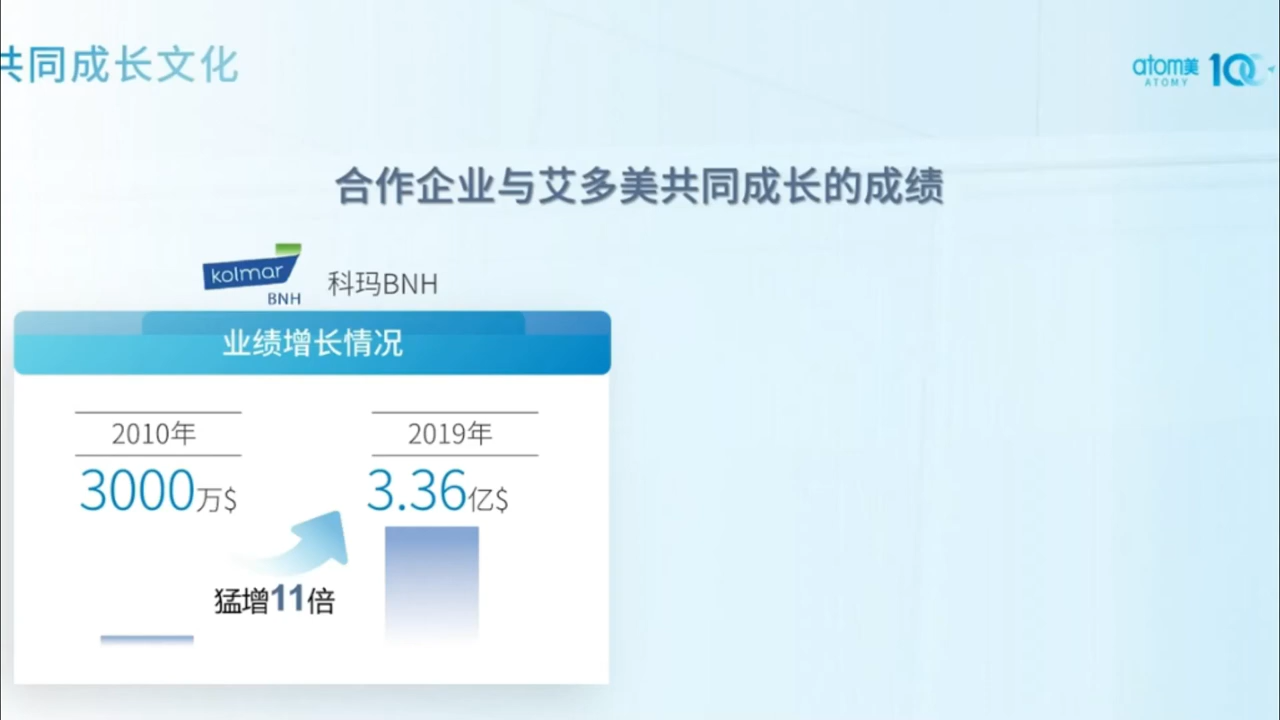 共同成长文化
atom美 100
ATOMY
合作企业与艾多美共同成长的成绩
kolmar
BNH
科玛BNH
业绩增长情况
2010年
2019年
3000万$
3.36亿$
猛增11倍